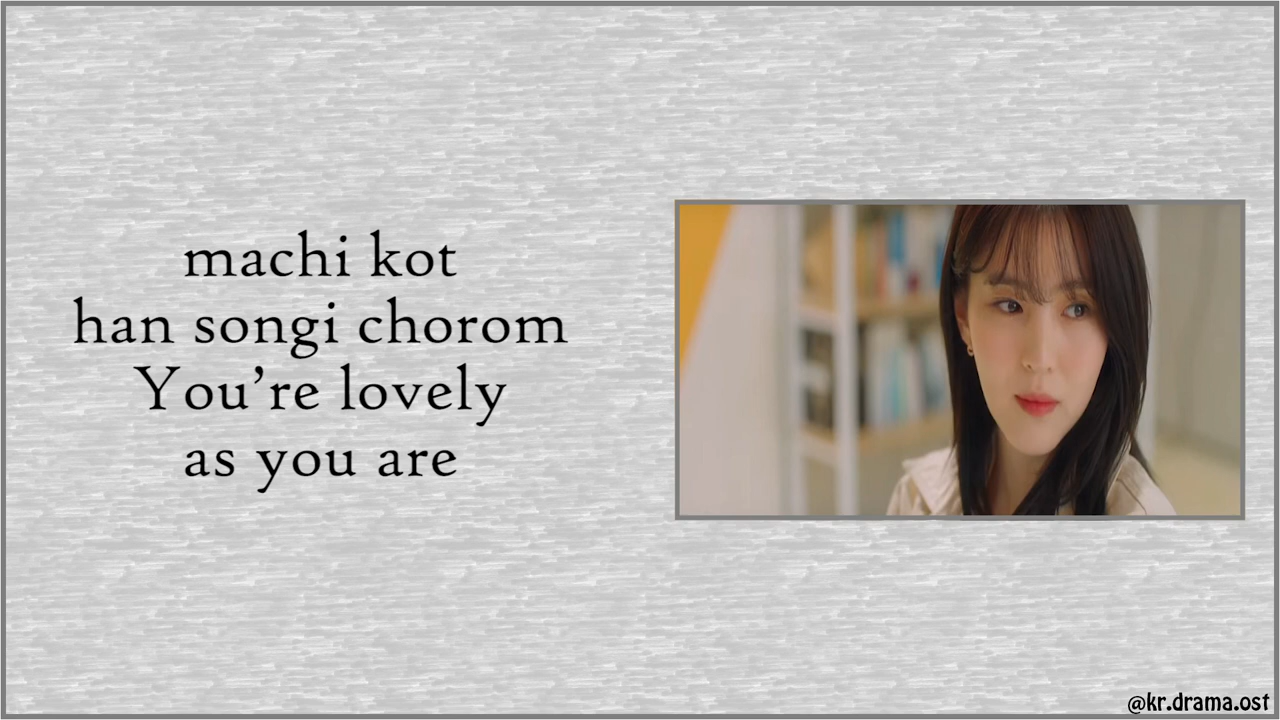 machi kot
han songi chorom
You’re lovely
as you are
@kr.drama.ost